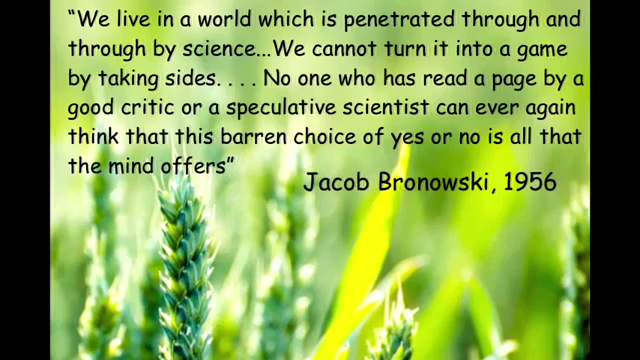 “We live in a world which is penetrated through and
through by science...We cannot turn it into a game
by taking sides. . . . No one who has read a page by a
good critic or a speculative scientist can ever again
think that this barren choice of yes or no is all that
the mind offers”
Jacob Bronowski, 1956